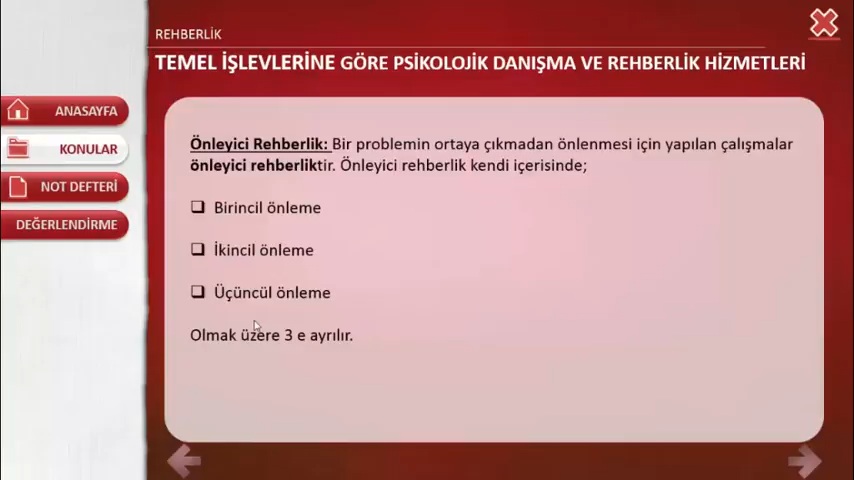 REHBERLİK
TEMEL İŞLEVLERİNE GÖRE PSİKOLOJİK DANIŞMA VE REHBERLİK HİZMETLERİ
ANASAYFA
KONULAR
NOT DEFTERİ
DEĞERLENDİRME
Önleyici Rehberlik: Bir problemin ortaya çıkmadan önlenmesi için yapılan çalışmalar
önleyici rehberliktir. Önleyici rehberlik kendi içerisinde;
Birincil önleme
İkincil önleme
Üçüncül önleme
Olmak üzere 3 e ayrılır.